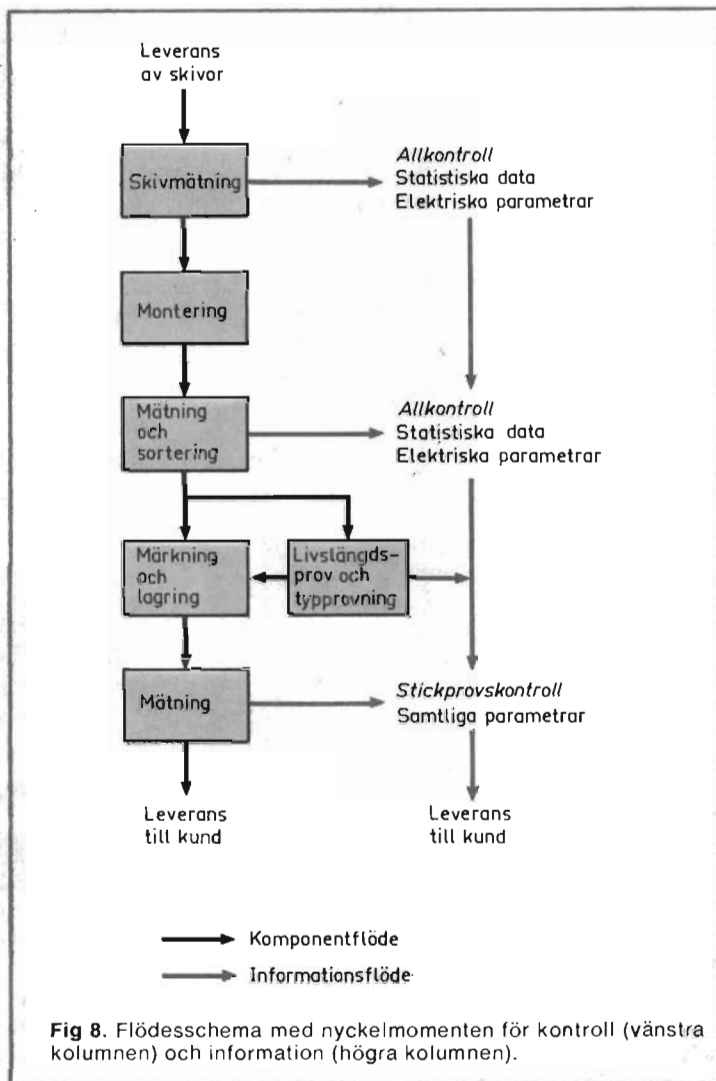 Leverans
av skivor
Skivmätning
Allkontroll
Statistiska data
Elektriska parametrar
Montering
Mätning
och
sortering
Allkontroll
Statistiska data
Elektriska parametrar
Märkning
och
lagring
Livslängds-
prov och
typprovning
Mätning
Stickprovskontroll
Samtliga parametrar
Leverans
till kund
Leverans
till kund
Komponentflöde
Informationsflöde
Fig 8. Flödesschema med nyckelmomenten för kontroll (vänstra
kolumnen) och information (högra kolumnen).